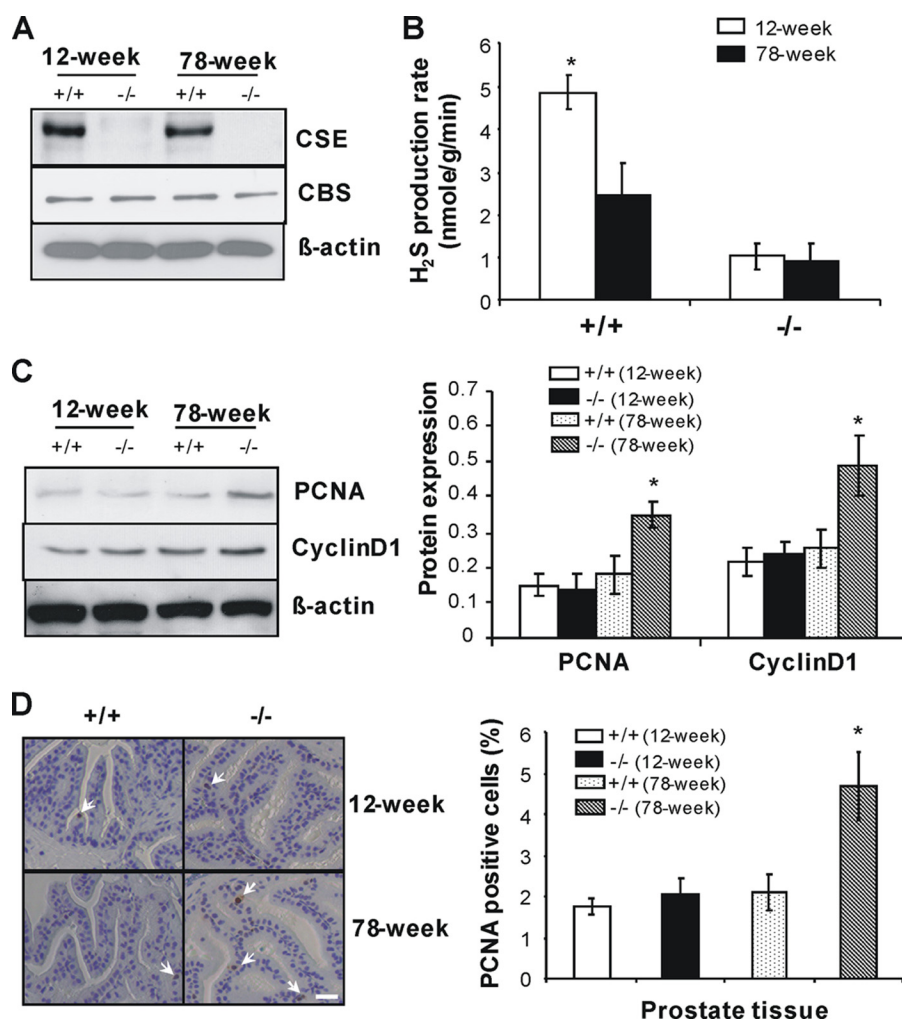 A
12-week 78-week
+/+ -/- +/+ -/-
CSE
CBS
ß-actin
B
H2S production rate
(nmole/g/min)
6
5
4
3
2
1
0
12-week
78-week
*
+/+ -/-
C
12-week 78-week
+/+ -/- +/+ -/-
PCNA
CyclinD1
ß-actin
Protein expression
0.7
0.6
0.5
0.4
0.3
0.2
0.1
0
+/+ (12-week)
-/- (12-week)
+/+ (78-week)
-/- (78-week)
*
*
PCNA CyclinD1
D
+/+ -/-
12-week
78-week
PCNA positive cells (%)
6
5
4
3
2
1
0
+/+ (12-week)
-/- (12-week)
+/+ (78-week)
-/- (78-week)
*
Prostate tissue